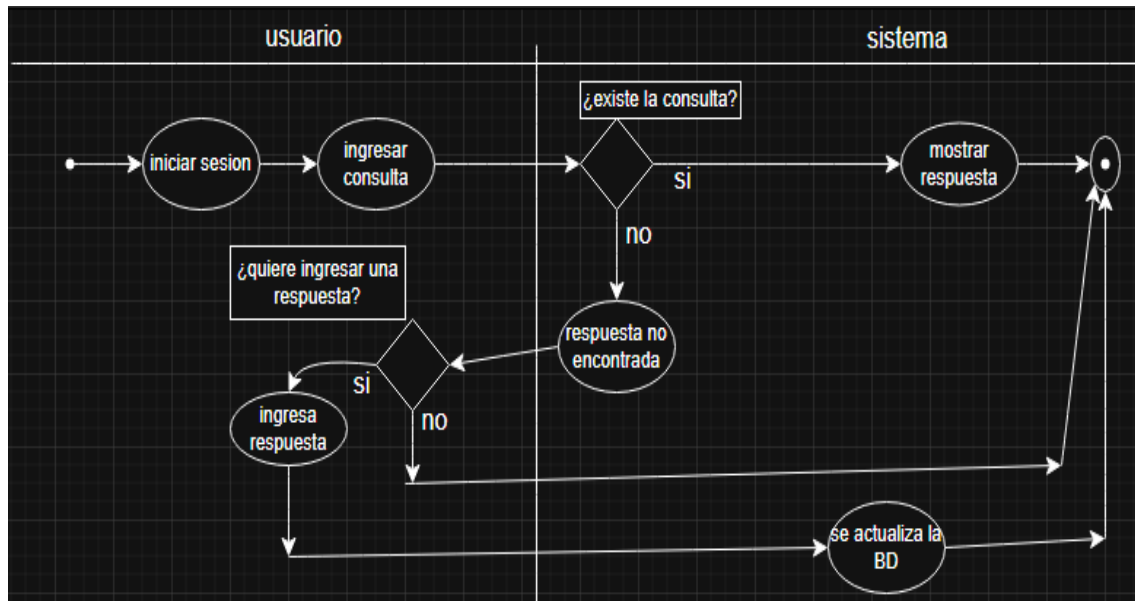 usuario
sistema
¿existe la consulta?
iniciar sesion
ingresar
consulta
si
mostrar
respuesta
no
¿quiere ingresar una
respuesta?
respuesta no
encontrada
si
no
ingresa
respuesta
se actualiza la
BD